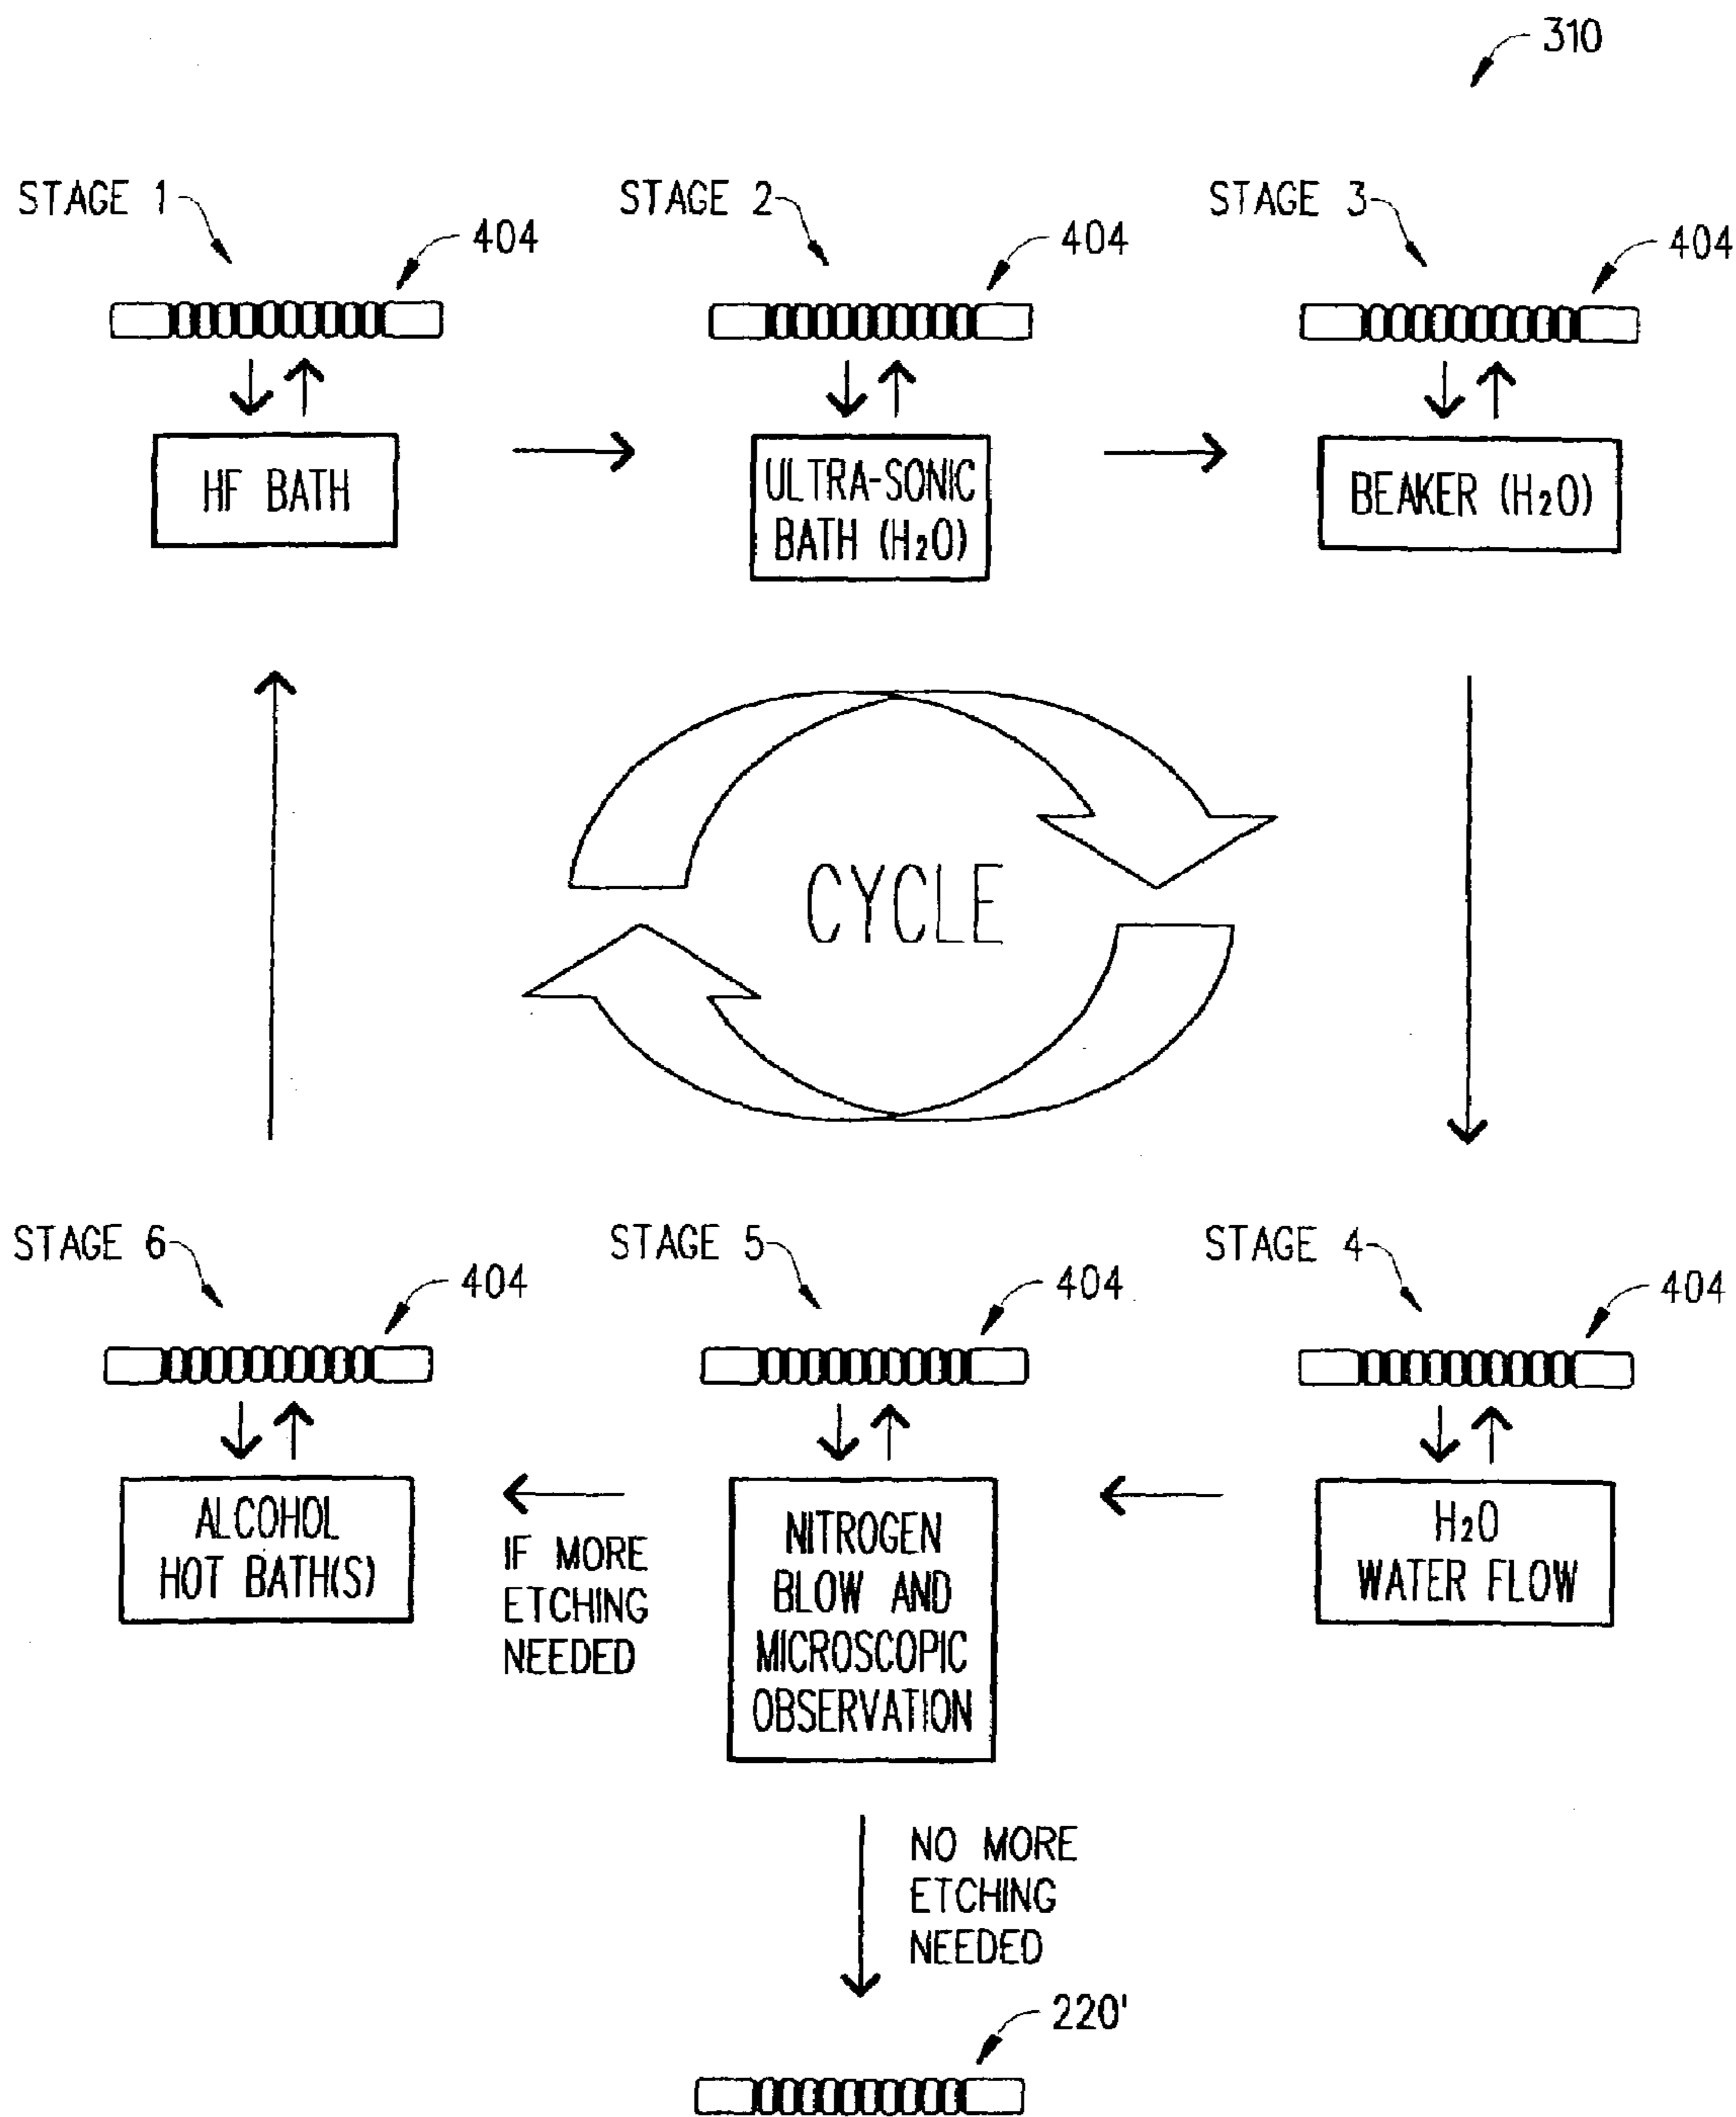 310
STAGE 1
404
STAGE 2
404
STAGE 3
404
HF BATH
ULTRA-SONIC
BATH (H₂O)
BEAKER (H₂O)
CYCLE
STAGE 6
404
STAGE 5
404
STAGE 4
404
ALCOHOL
HOT BATH(S)
IF MORE
ETCHING
NEEDED
NITROGEN
BLOW AND
MICROSCOPIC
OBSERVATION
H₂O
WATER FLOW
NO MORE
ETCHING
NEEDED
220'